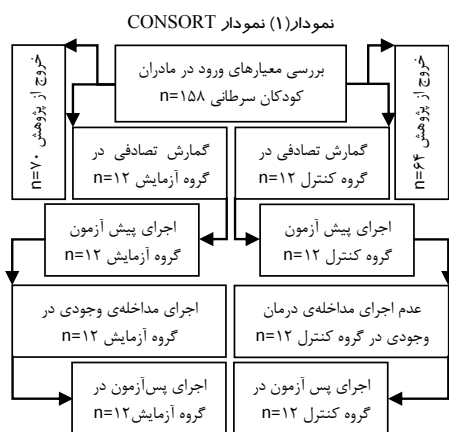 نمودار(۱) نمودار CONSORT
خروج از پژوهش n=۶۴
بررسی معیارهای ورود در مادران
کودکان سرطانی n=۱۵۸
خروج از پژوهش n=۷۰
گمارش تصادفی در
گروه کنترل n=۱۲
گمارش تصادفی در
گروه آزمایش n=۱۲
اجرای پیش آزمون
گروه کنترل n=۱۲
اجرای پیش آزمون
گروه آزمایش n=۱۲
عدم اجرای مداخله‌ی درمان
وجودی در گروه کنترل n=۱۲
اجرای مداخله‌ی وجودی در
گروه آزمایش n=۱۲
اجرای پس آزمون در
گروه کنترل n=۱۲
اجرای پس‌آزمون در
گروه آزمایش n=۱۲